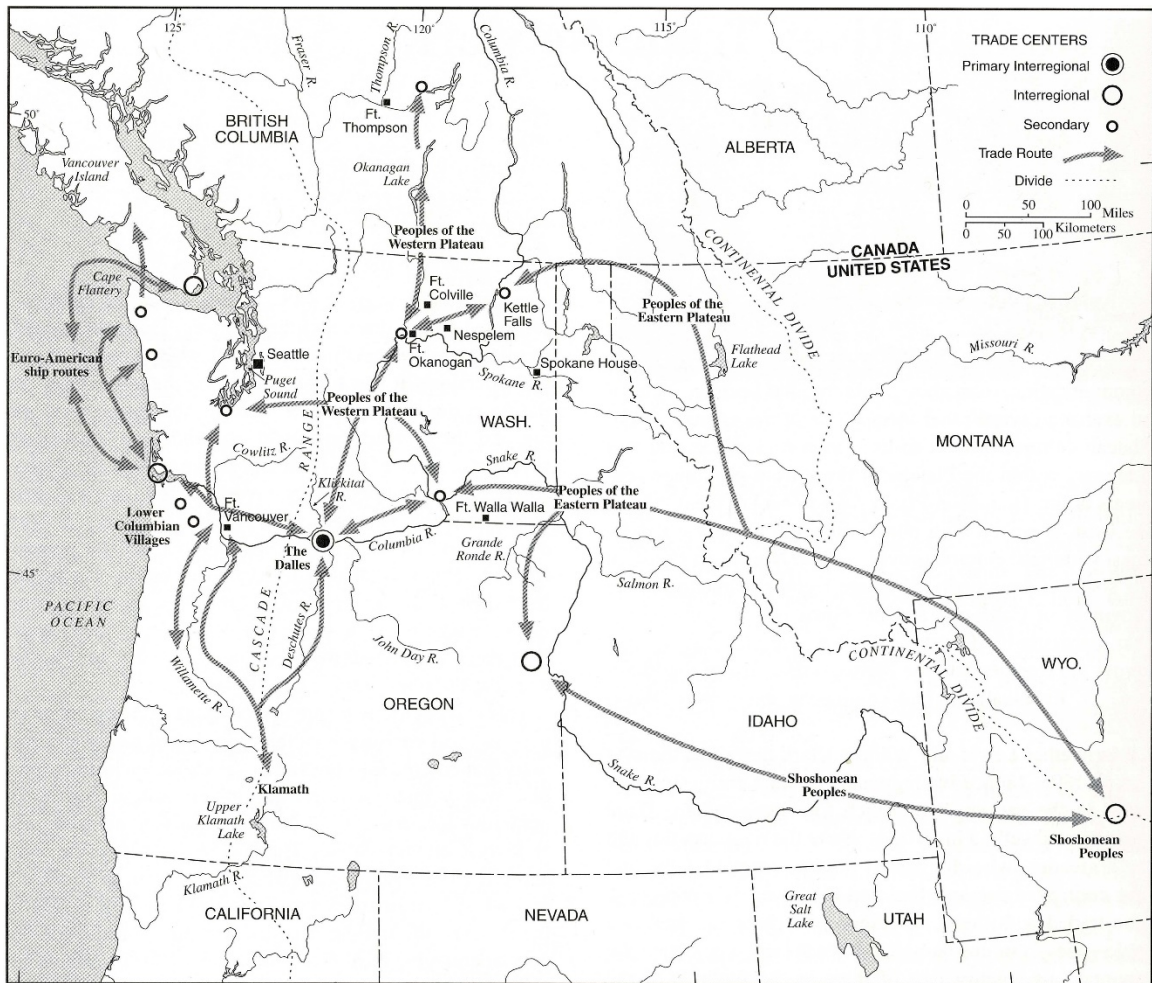 125°
120°
115°
110°
TRADE CENTERS
Primary Interregional
Interregional
Secondary
Trade Route
Divide
0 50 100 Miles
0 50 100 Kilometers
Fraser R.
Thompson R.
Columbia R.
50°
Ft.
Thompson
BRITISH
COLUMBIA
ALBERTA
Vancouver
Island
Okanagan
Lake
Peoples of the
Western Plateau
CONTINENTAL DIVIDE
CANADA
UNITED STATES
Cape
Flattery
Ft.
Colville
Kettle
Falls
Peoples of the
Eastern Plateau
Nespelem
Ft.
Okanogan
Flathead
Lake
Missouri R.
Euro-American
ship routes
Seattle
Puget
Sound
Spokane House
Spokane R.
Peoples of the
Western Plateau
WASH.
MONTANA
Cowlitz R.
Snake R.
Klickitat
R.
Peoples of the
Eastern Plateau
Lower
Columbian
Villages
Ft.
Vancouver
Ft. Walla Walla
The
Dalles
Columbia R.
Grande
Ronde R.
Salmon R.
45°
PACIFIC
OCEAN
CASCADE RANGE
Deschutes R.
John Day R.
Willamette R.
CONTINENTAL DIVIDE
WYO.
OREGON
IDAHO
Snake R.
Klamath
Shoshonean
Peoples
Upper
Klamath
Lake
Shoshonean
Peoples
Klamath R.
CALIFORNIA
NEVADA
Great
Salt
Lake
UTAH